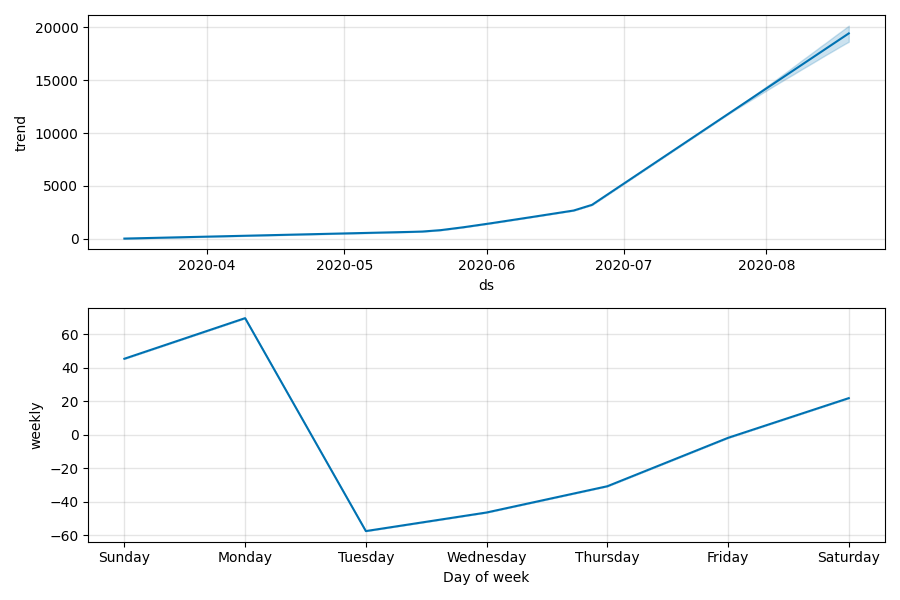 20000
15000
10000
5000
0
trend
2020-04 2020-05 2020-06 2020-07 2020-08
ds
60
40
20
0
−20
−40
−60
weekly
Sunday Monday Tuesday Wednesday Thursday Friday Saturday
Day of week